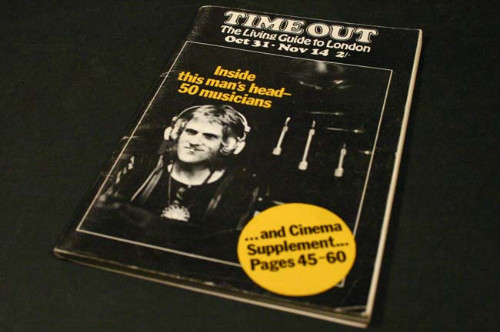 TIME OUT
The Living Guide to London
Oct 31 - Nov 14 2/-
Inside
this man's head–
50 musicians
...and Cinema
Supplement...
Pages 45-60